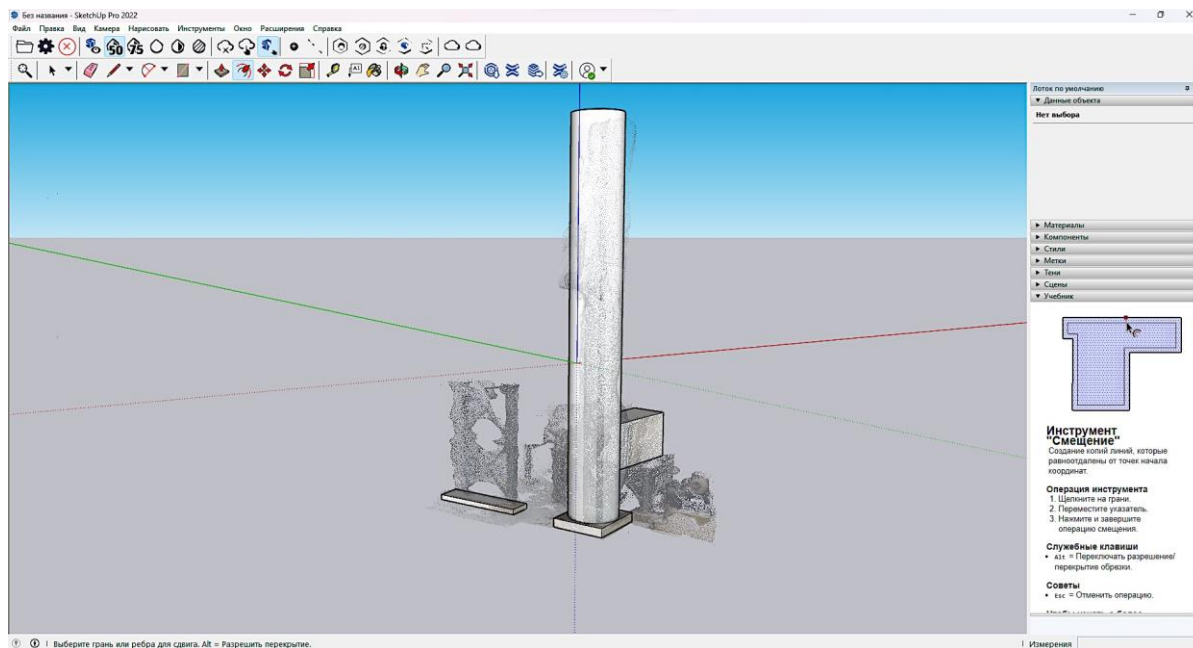 Без названия - SketchUp Pro 2022
Файл Правка Вид Камера Нарисовать Инструменты Окно Расширения Справка
50 75
A1
Лоток по умолчанию
Данные объекта
Нет выбора
Материалы
Компоненты
Стили
Метки
Тени
Сцены
Учебник
Инструмент
"Смещение"
Создание копий линий, которые
равноотдалены от точек начала
координат.
Операция инструмента
1. Щелкните на грани.
2. Переместите указатель.
3. Нажмите и завершите
операцию смещения.
Служебные клавиши
• Alt = Переключать разрешение/
перекрытие обрезки.
Советы
• Esc = Отменить операцию.
Выберите грань или ребра для сдвига. Alt = Разрешить перекрытие.
Измерения